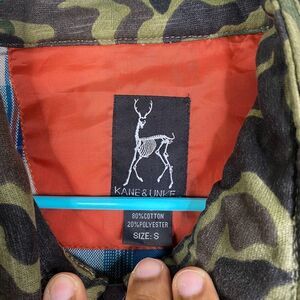 KANE & UNKE
80%COTTON
20%POLYESTER
SIZE: S